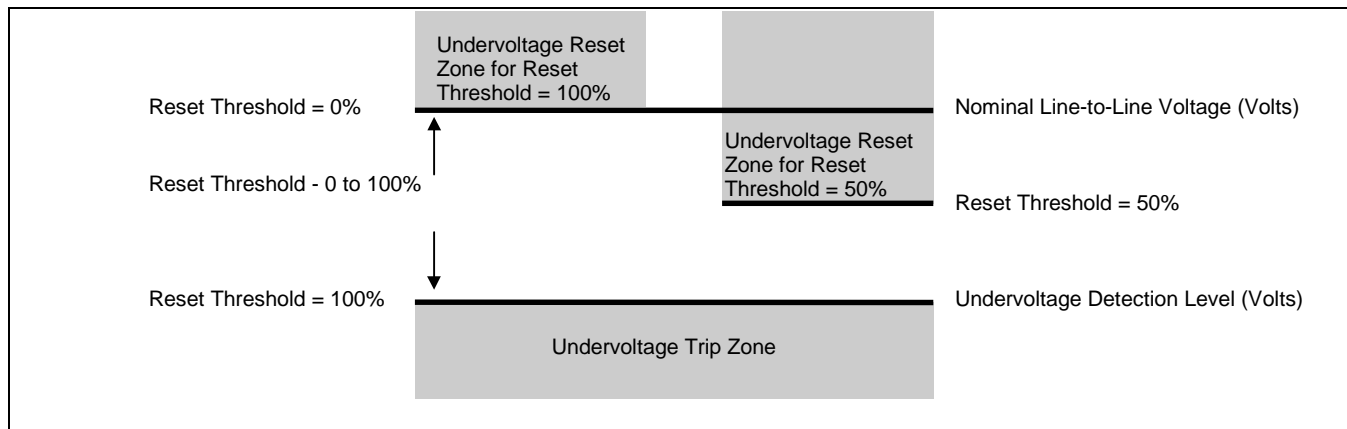 Undervoltage Reset
Zone for Reset
Threshold = 100%
Reset Threshold = 0%
Nominal Line-to-Line Voltage (Volts)
Undervoltage Reset
Zone for Reset
Threshold = 50%
Reset Threshold - 0 to 100%
Reset Threshold = 50%
Reset Threshold = 100%
Undervoltage Detection Level (Volts)
Undervoltage Trip Zone